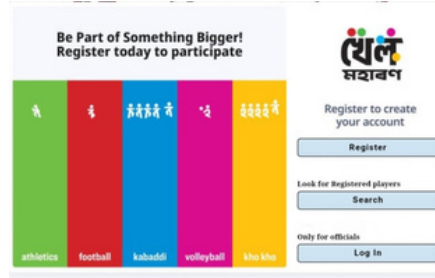 Be Part of Something Bigger!
Register today to participate
athletics
football
kabaddi
volleyball
kho kho
খেল
মহাৰণ
Register to create
your account
Register
Look for Registered players
Search
Only for officials
Log In